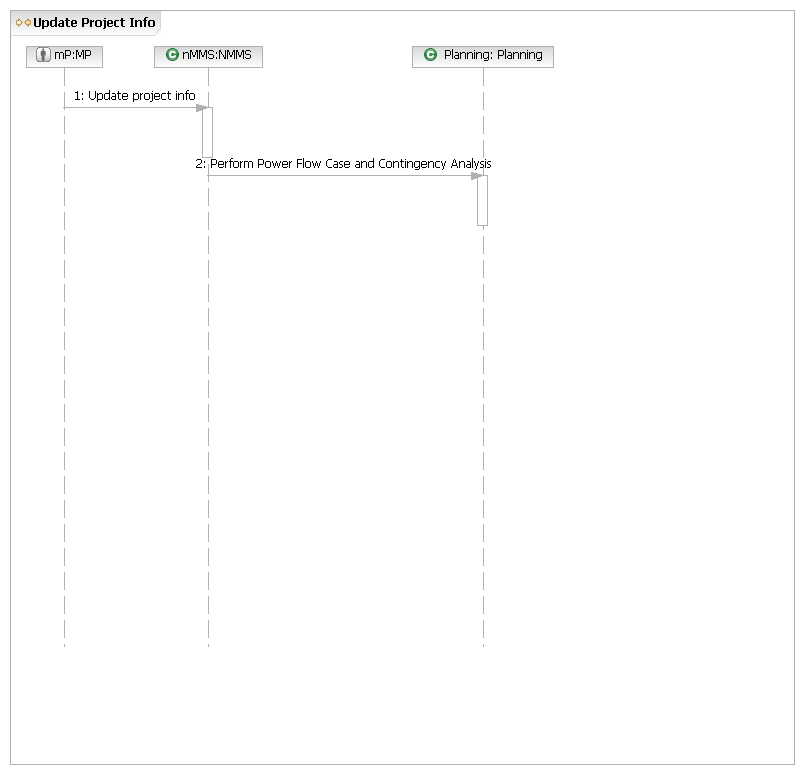 Update Project Info
mP:MP
nMMS:NMMS
Planning: Planning
1: Update project info
2: Perform Power Flow Case and Contingency Analysis